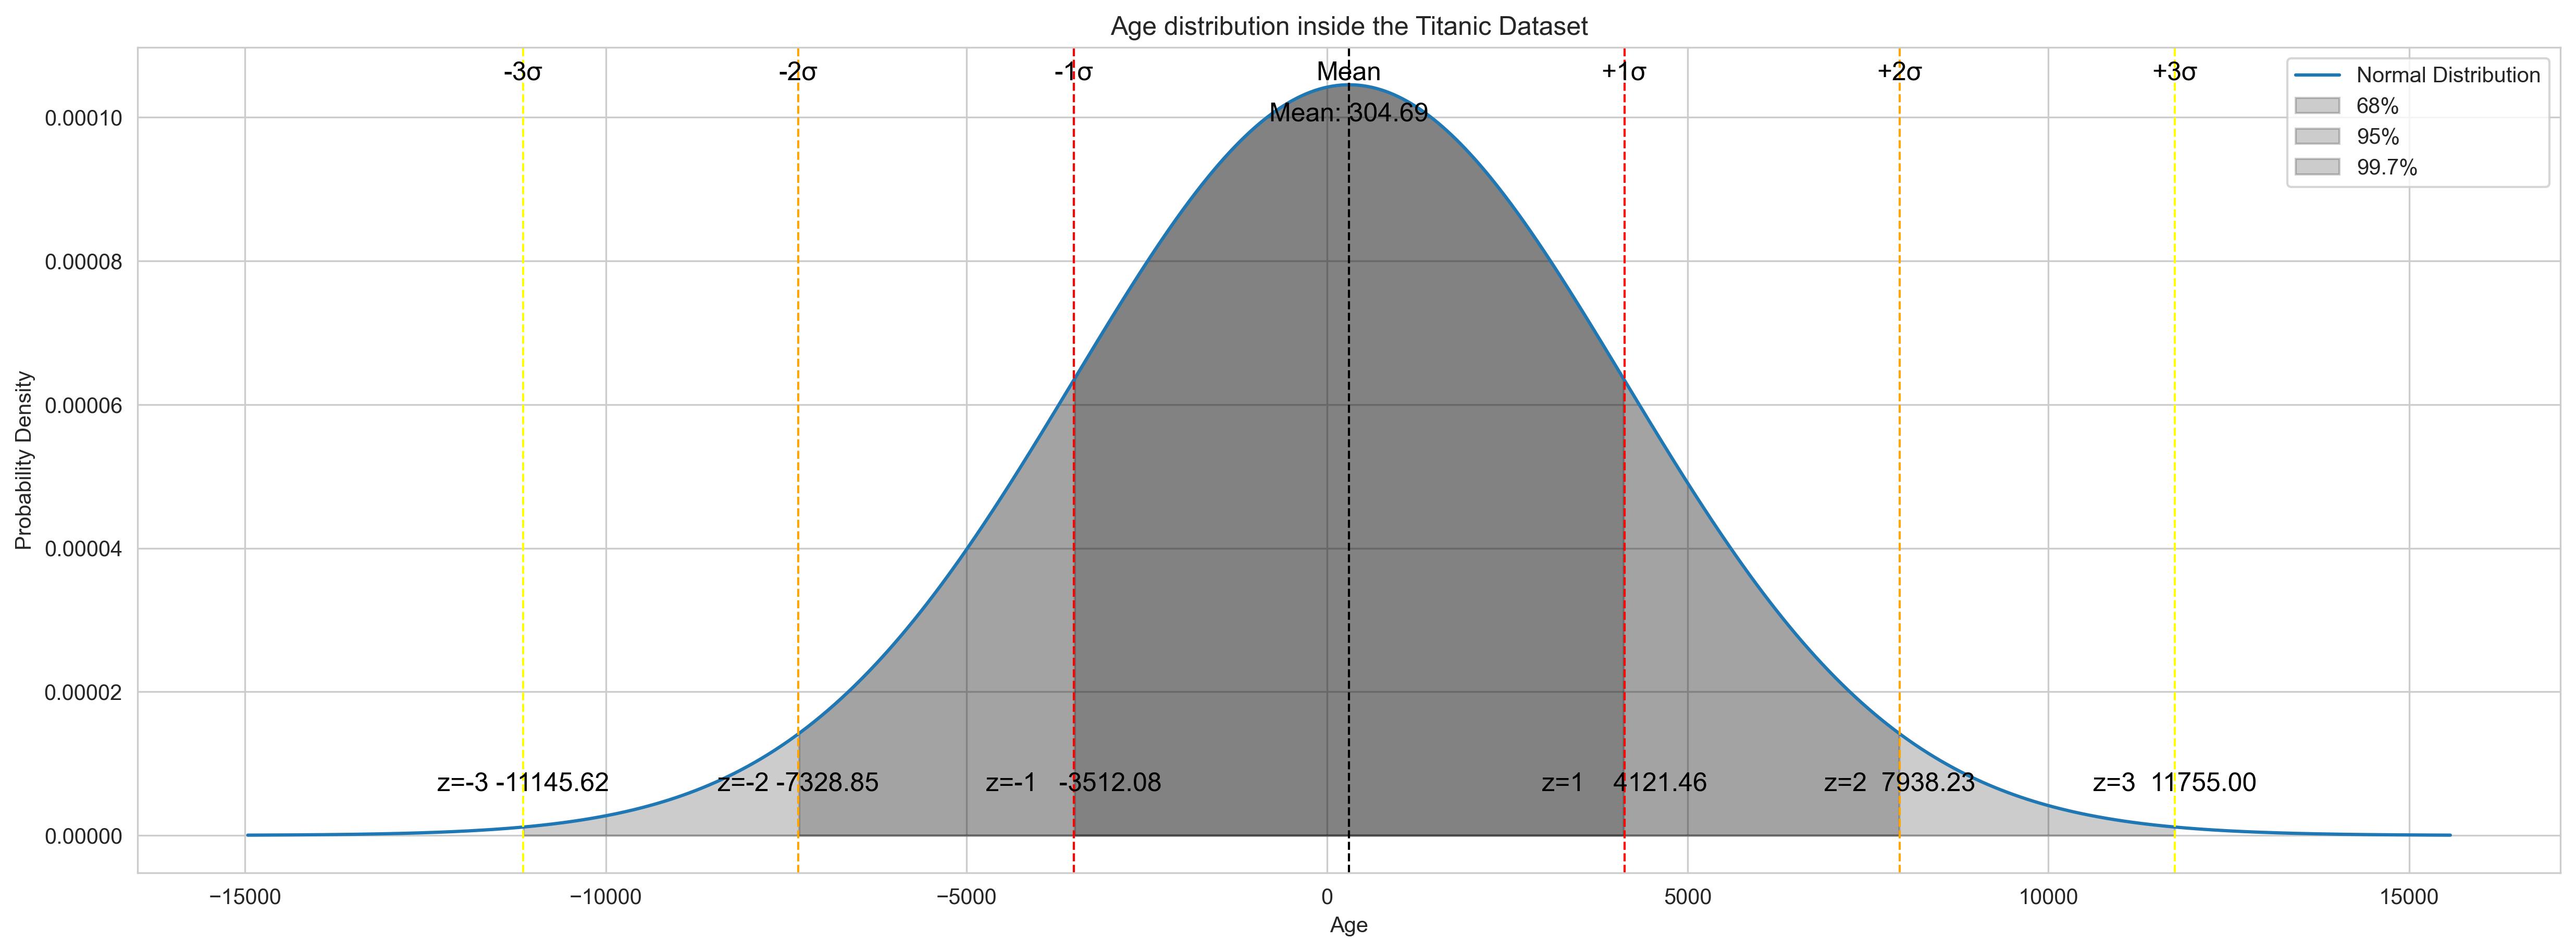 Age distribution inside the Titanic Dataset
-3σ -2σ -1σ Mean +1σ +2σ +3σ
Normal Distribution
68%
95%
99.7%
Mean: 304.69
0.00010
0.00008
0.00006
0.00004
0.00002
0.00000
Probability Density
z=-3 -11145.62 z=-2 -7328.85 z=-1 -3512.08 z=1 4121.46 z=2 7938.23 z=3 11755.00
−15000 −10000 −5000 0 5000 10000 15000
Age